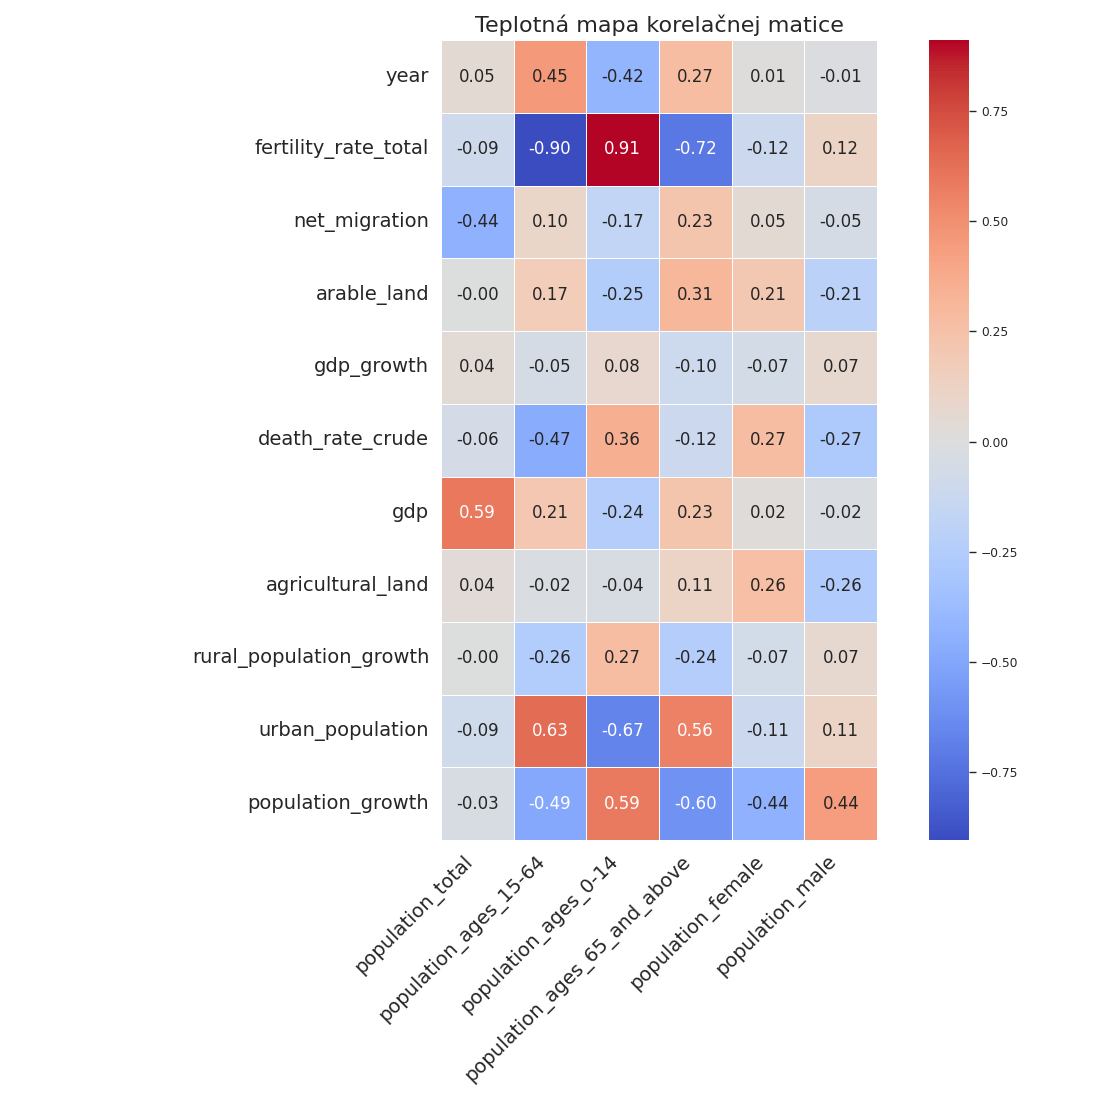 Teplotná mapa korelačnej matice
year 0.05 0.45 -0.42 0.27 0.01 -0.01
fertility_rate_total -0.09 -0.90 0.91 -0.72 -0.12 0.12
net_migration -0.44 0.10 -0.17 0.23 0.05 -0.05
arable_land -0.00 0.17 -0.25 0.31 0.21 -0.21
gdp_growth 0.04 -0.05 0.08 -0.10 -0.07 0.07
death_rate_crude -0.06 -0.47 0.36 -0.12 0.27 -0.27
gdp 0.59 0.21 -0.24 0.23 0.02 -0.02
agricultural_land 0.04 -0.02 -0.04 0.11 0.26 -0.26
rural_population_growth -0.00 -0.26 0.27 -0.24 -0.07 0.07
urban_population -0.09 0.63 -0.67 0.56 -0.11 0.11
population_growth -0.03 -0.49 0.59 -0.60 -0.44 0.44
population_total
population_ages_15-64
population_ages_0-14
population_ages_65_and_above
population_female
population_male
0.75
0.50
0.25
0.00
−0.25
−0.50
−0.75